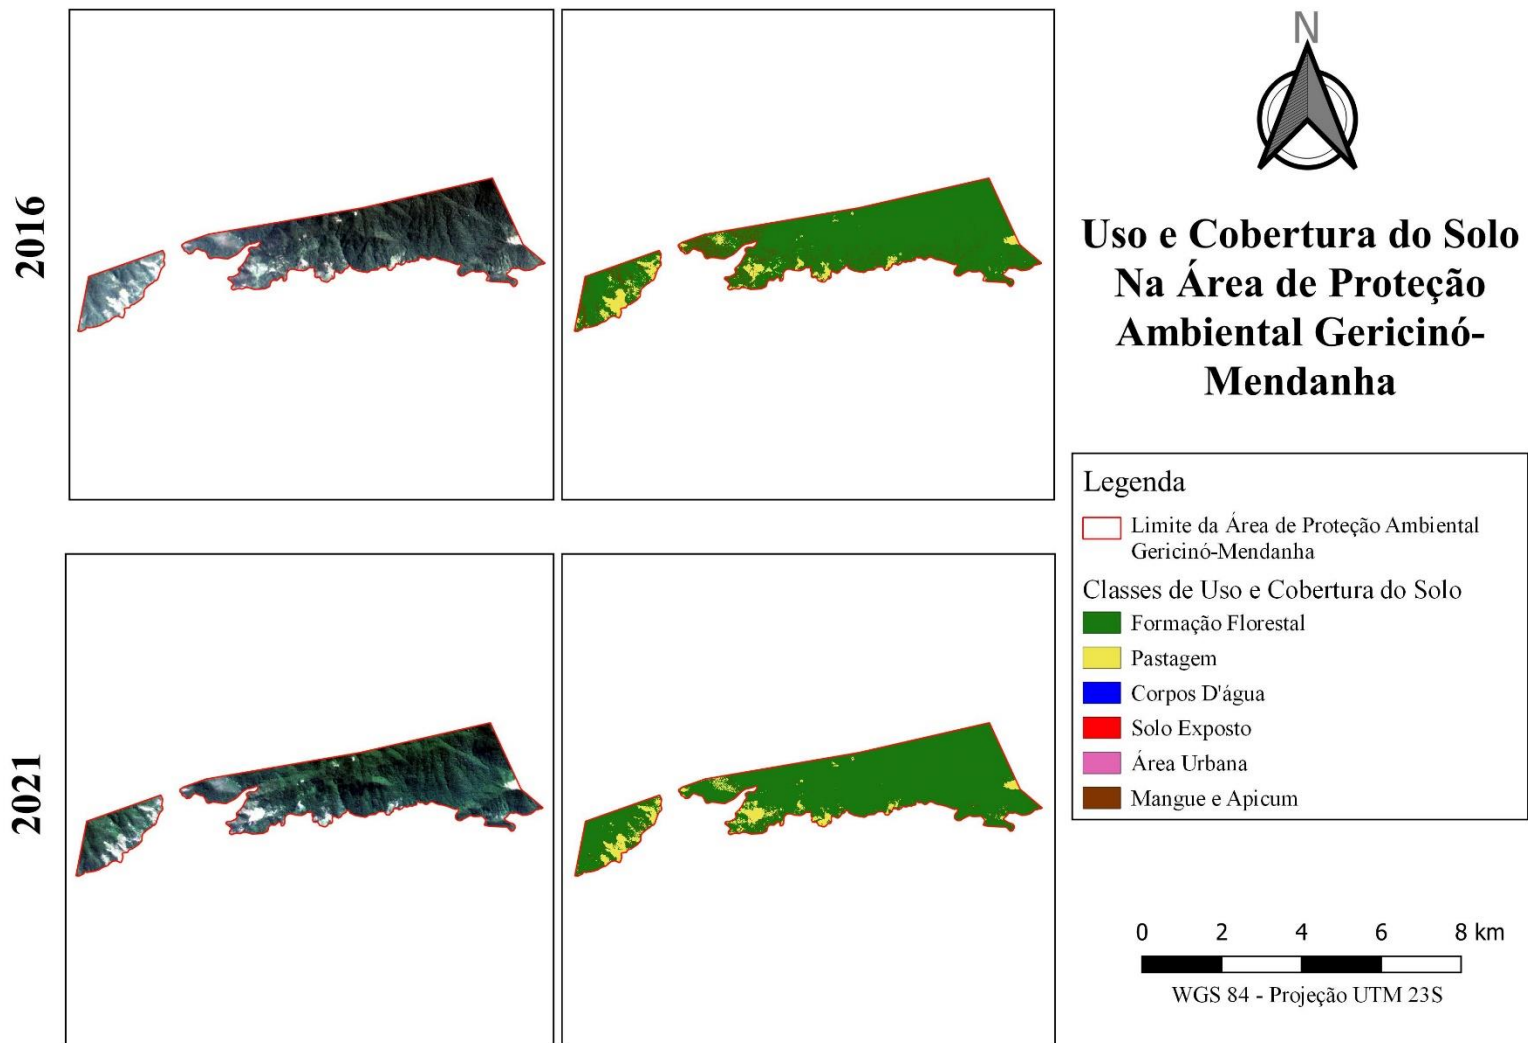 2016
2021
N
Uso e Cobertura do Solo
Na Área de Proteção
Ambiental Gericinó-
Mendanha
Legenda
Limite da Área de Proteção Ambiental
Gericinó-Mendanha
Classes de Uso e Cobertura do Solo
Formação Florestal
Pastagem
Corpos D'água
Solo Exposto
Área Urbana
Mangue e Apicum
0 2 4 6 8 km
WGS 84 - Projeção UTM 23S